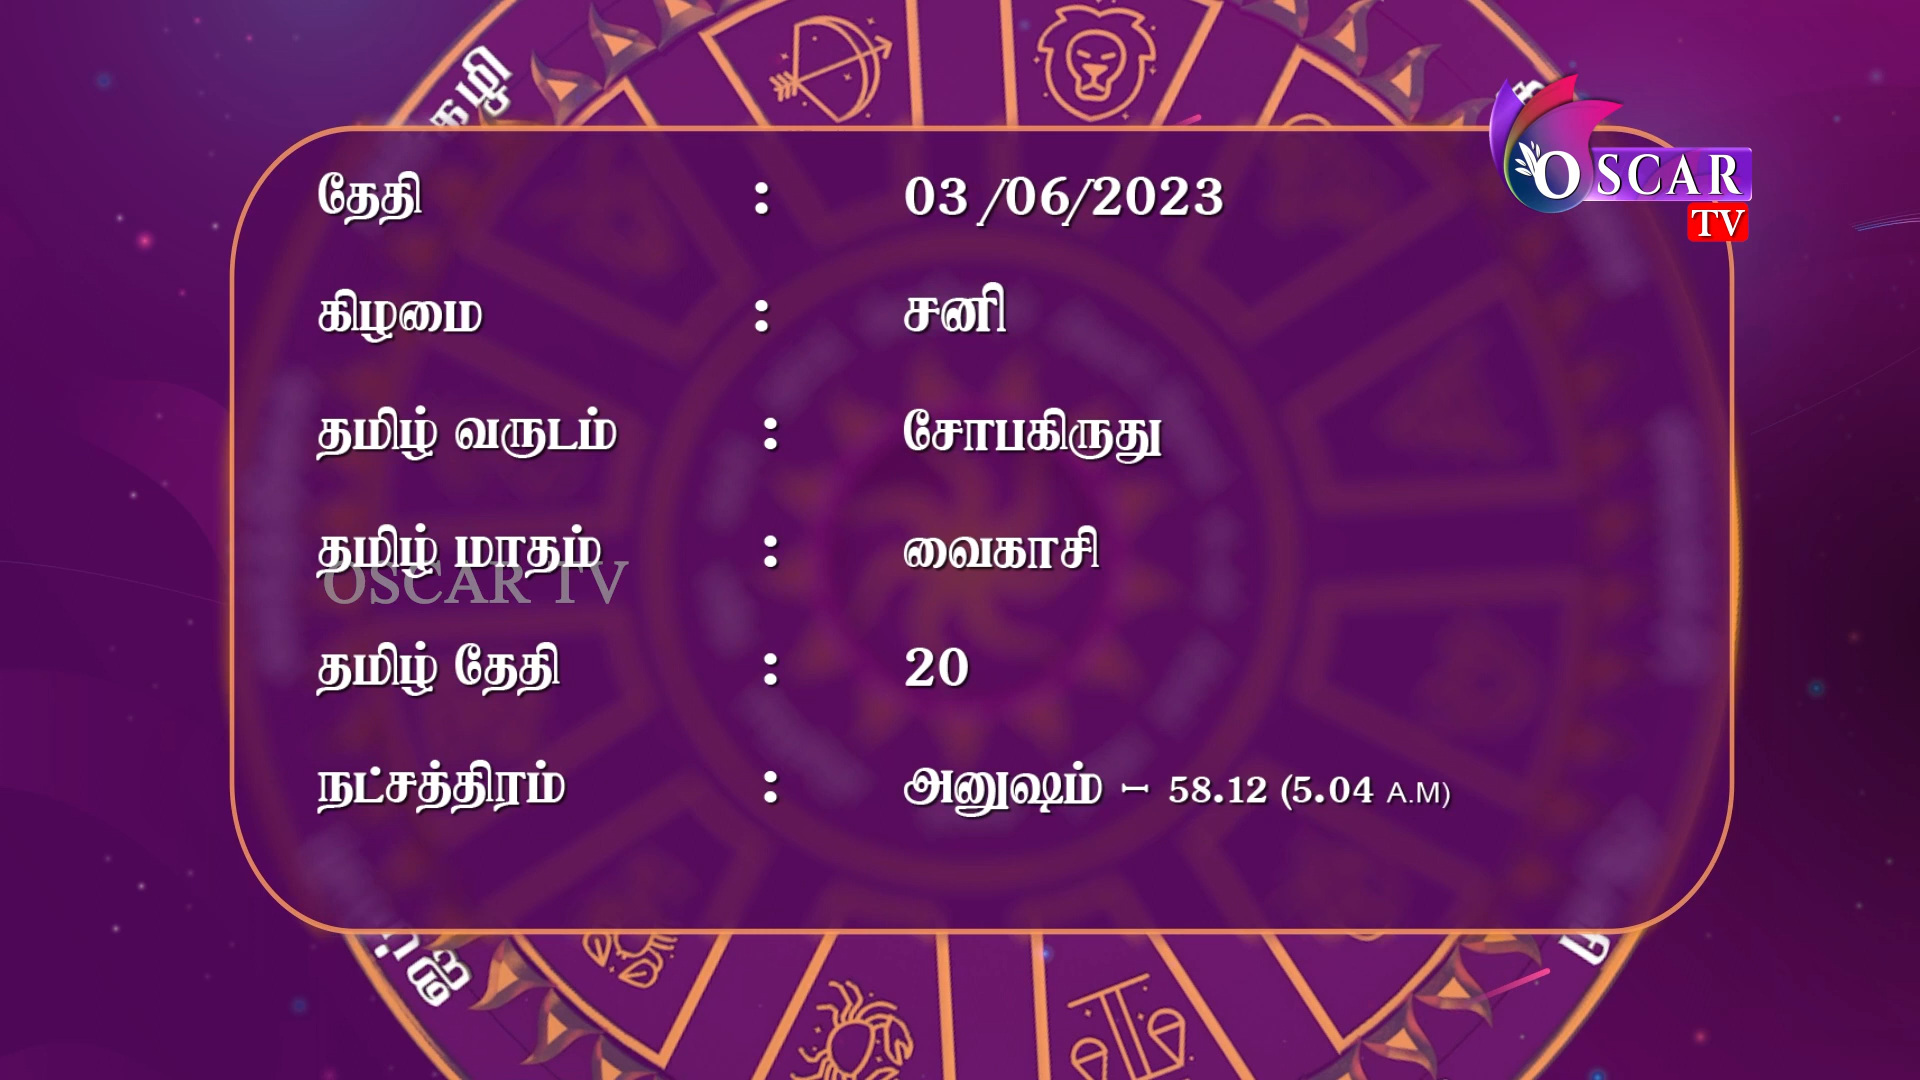 OSCAR
TV
தேதி : 03 /06/2023
கிழமை : சனி
தமிழ் வருடம் : சோபகிருது
தமிழ் மாதம் : வைகாசி
OSCAR TV
தமிழ் தேதி : 20
நட்சத்திரம் : அனுஷம் - 58.12 (5.04 A.M)